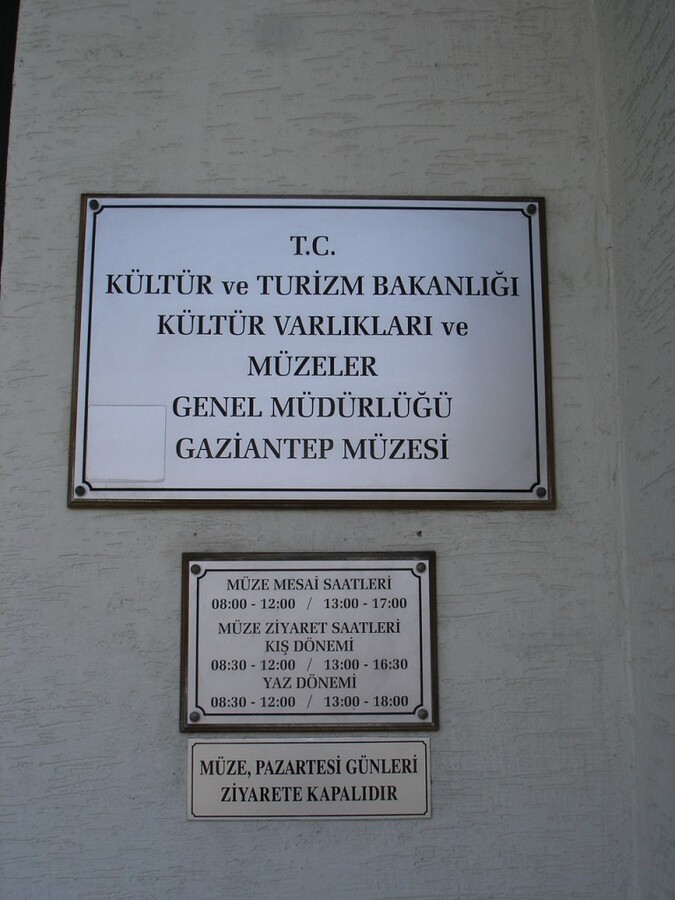 T.C.
KÜLTÜR ve TURİZM BAKANLIĞI
KÜLTÜR VARLIKLARI ve
MÜZELER
GENEL MÜDÜRLÜĞÜ
GAZİANTEP MÜZESİ
MÜZE MESAİ SAATLERİ
08:00 - 12:00 / 13:00 - 17:00
MÜZE ZİYARET SAATLERİ
KIŞ DÖNEMİ
08:30 - 12:00 / 13:00 - 16:30
YAZ DÖNEMİ
08:30 - 12:00 / 13:00 - 18:00
MÜZE, PAZARTESİ GÜNLERİ
ZİYARETE KAPALIDIR